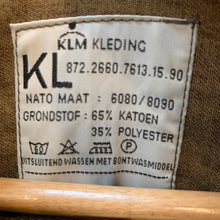 KLM KLEDING
KL 872.2660.7613.15.90
NATO MAAT : 6080/8090
GRONDSTOF : 65% KATOEN
35% POLYESTER
UITSLUITEND WASSEN MET BONTWASMIDDEL